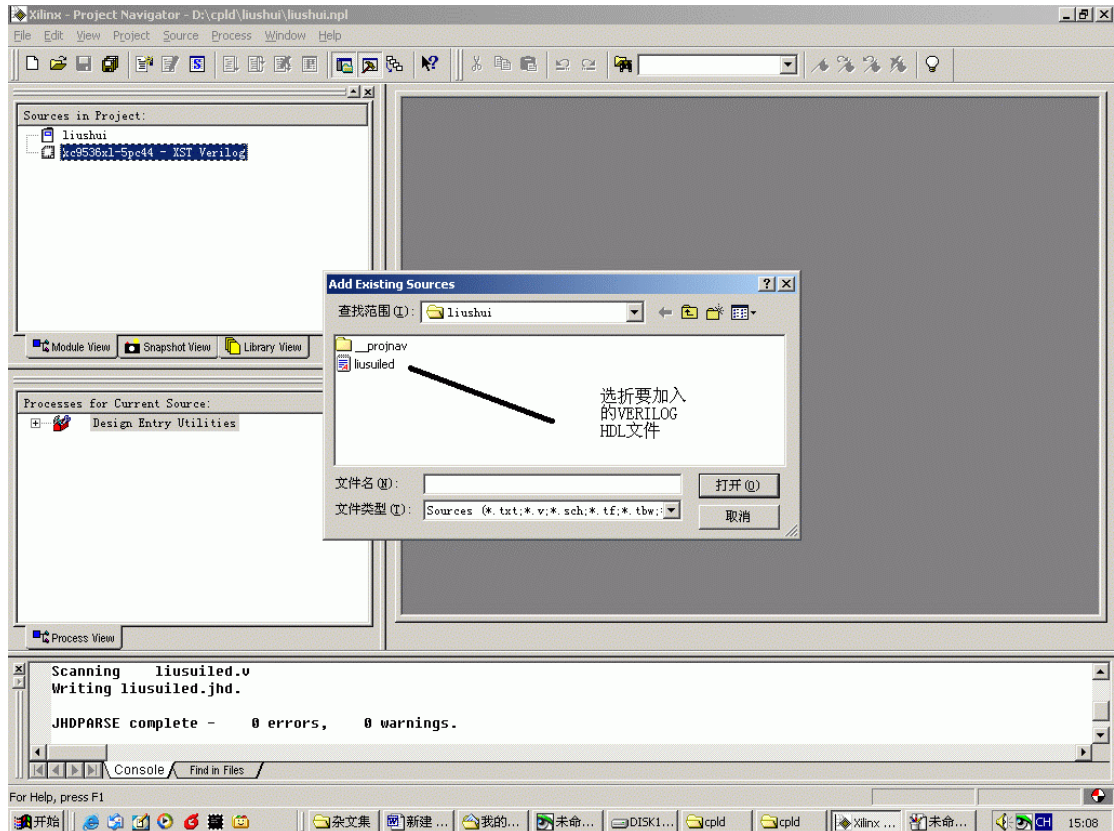 Xilinx - Project Navigator - D:\cpld\liushui\liushui.npl
File Edit View Project Source Process Window Help
Sources in Project:
liushui
xc9536xl-5pc44 - XST Verilog
Module View Snapshot View Library View
Processes for Current Source:
Design Entry Utilities
Process View
Add Existing Sources
查找范围(I): liushui
__projnav
liusuiled
选折要加入
的VERILOG
HDL文件
文件名(N):
打开(O)
文件类型(T): Sources (*.txt;*.v;*.sch;*.tf;*.tbw;
取消
Scanning liusuiled.v
Writing liusuiled.jhd.
JHDPARSE complete - 0 errors, 0 warnings.
Console Find in Files
For Help, press F1
开始 杂文集 新建 ... 我的... 未命... DISK1... cpld cpld Xilinx ... 未命... CH 15:08